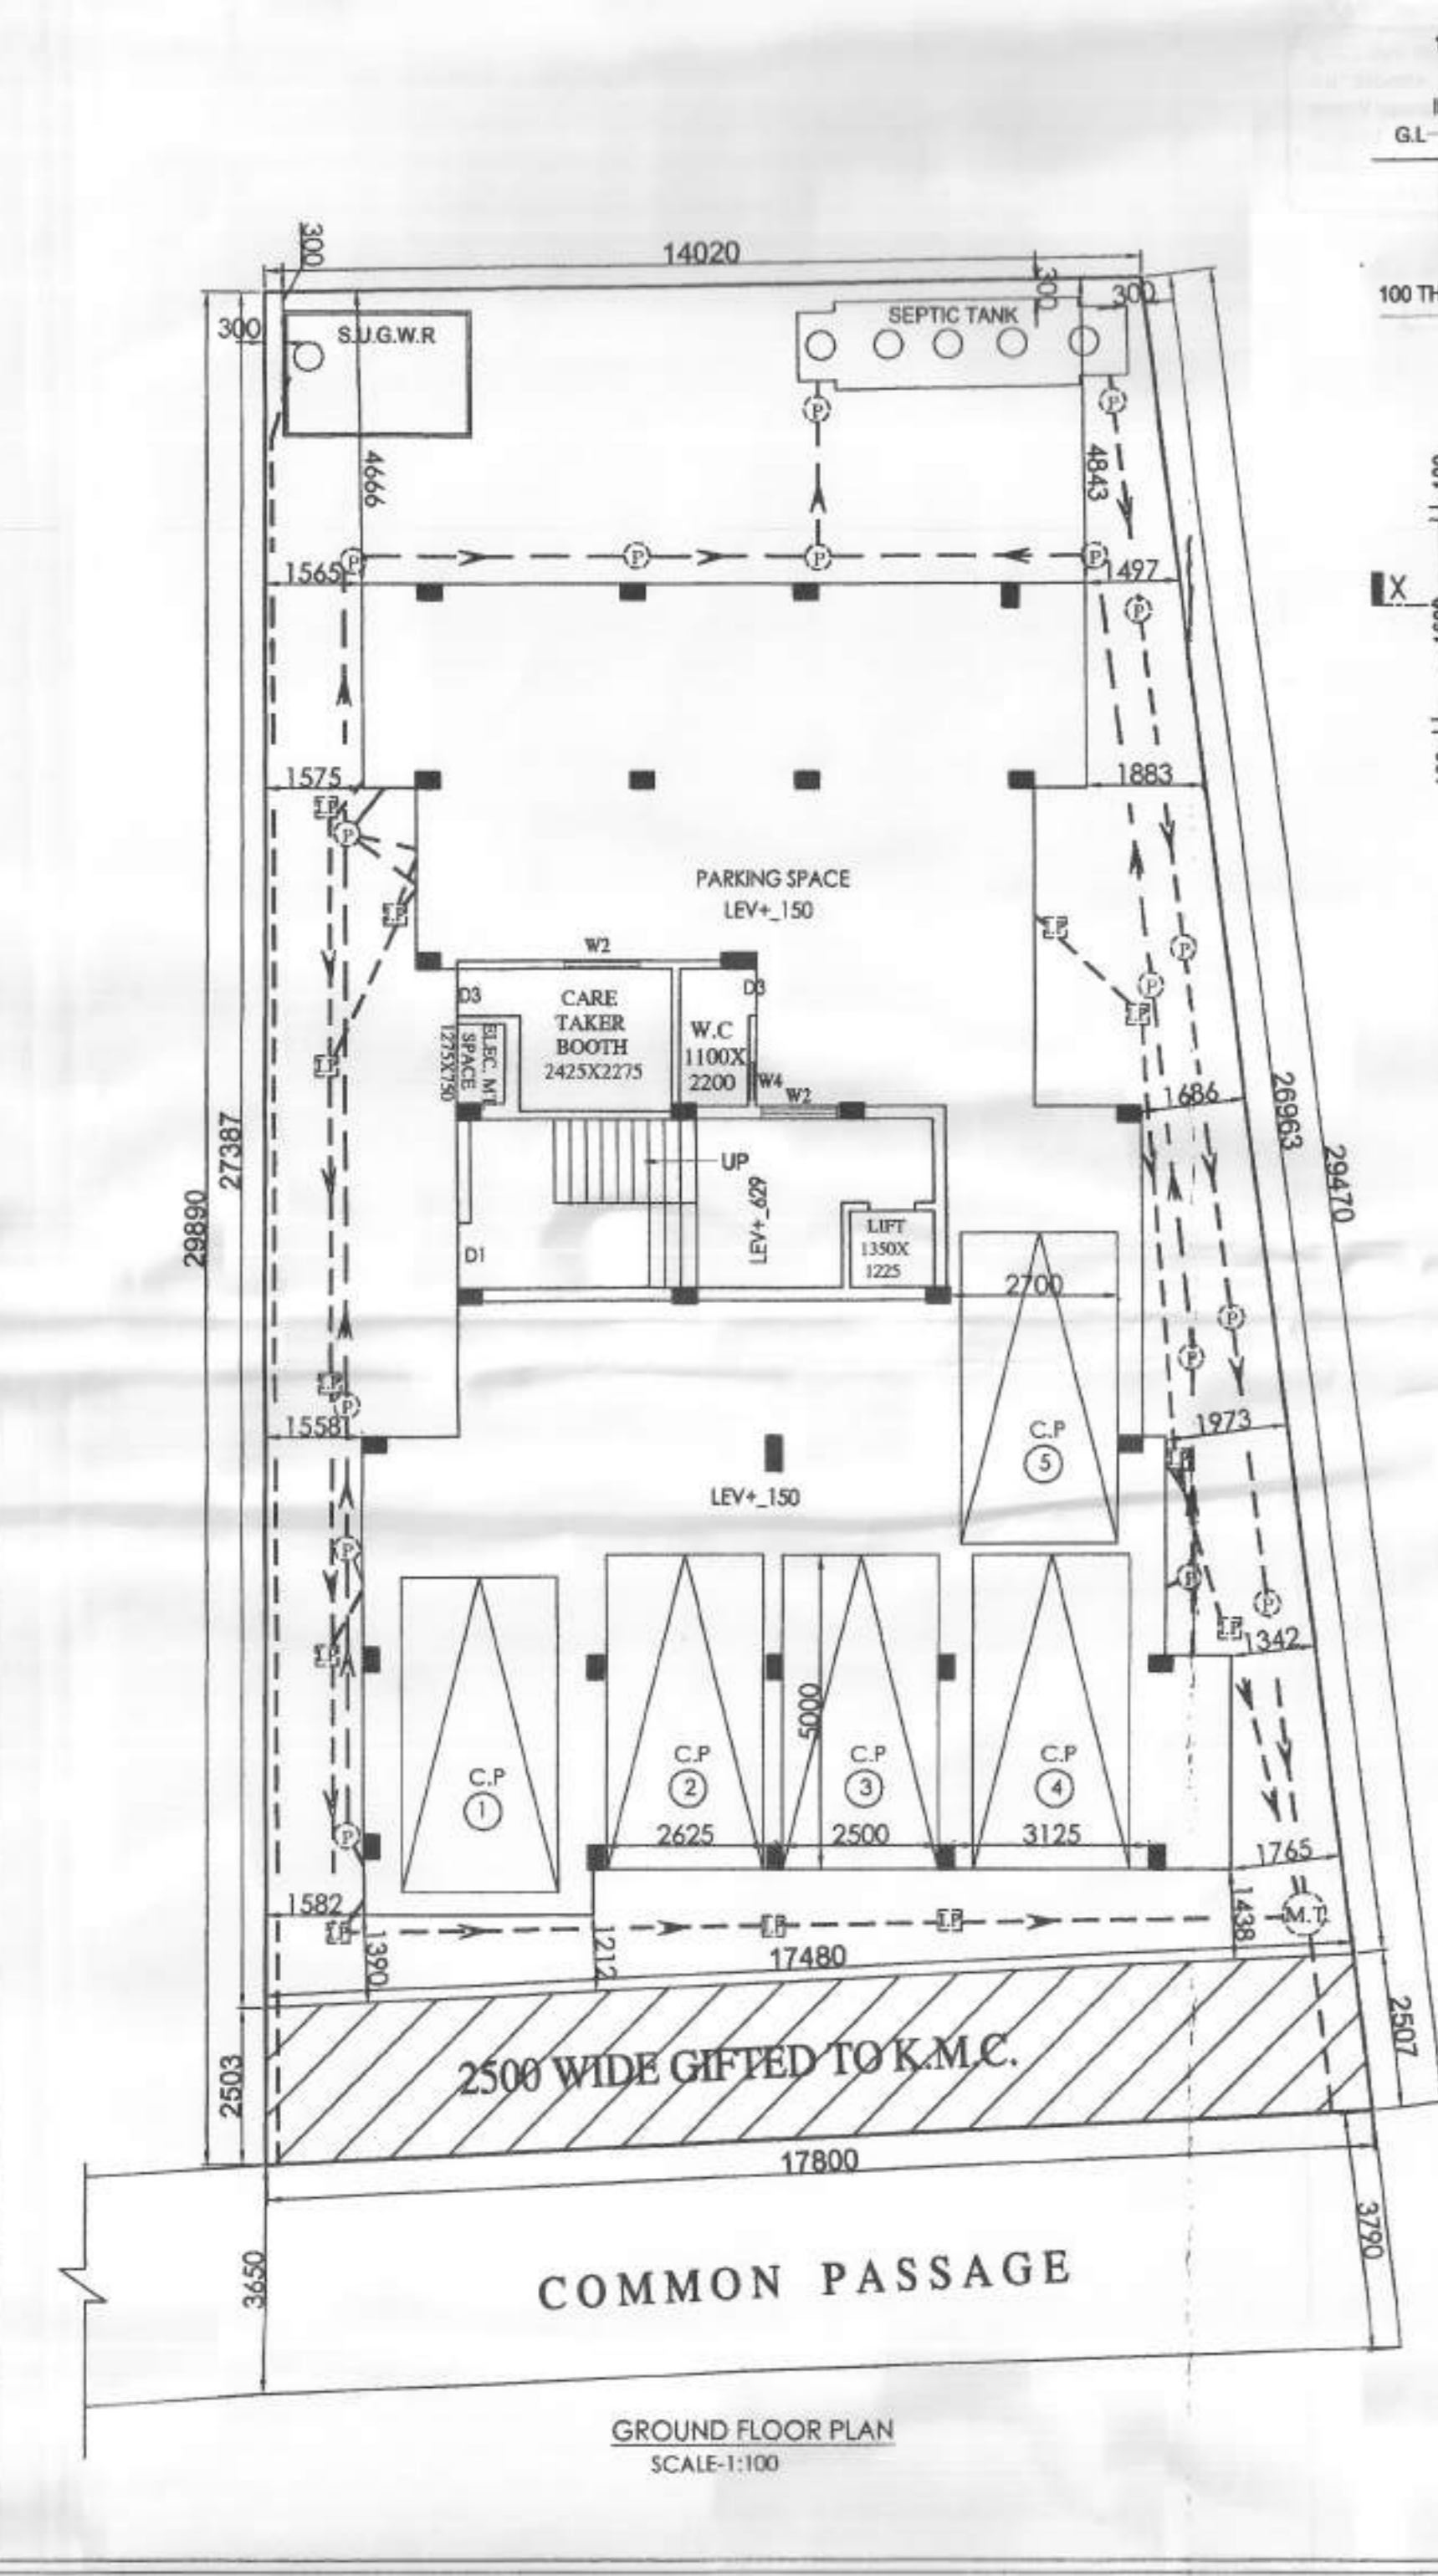 G.L
300
14020
300
300
100 TH
300
S.U.G.W.R
SEPTIC TANK
P
P
4666
4843
P
P
P
P
1565
1497
P
X
1575
1883
I.P
P
PARKING SPACE
LEV+_150
I.P
I.P
W2
P
D3
CARE
TAKER
BOOTH
2425X2275
D3
W.C
1100X
2200
P
I.P
ELEC. MT
SPACE
1275X750
I.P
W4
W2
1686
26963
27387
UP
29470
29890
LEV+_629
D1
LIFT
1350X
1225
2700
P
P
I.P
P
1558
1973
C.P
5
I.P
LEV+_150
P
P
P
I.P
I.P
1342
5000
C.P
1
C.P
2
C.P
3
C.P
4
P
2625
2500
3125
1765
1582
I.P
1390
1212
I.P
I.P
1438
M.T.
17480
2507
2500 WIDE GIFTED TO K.M.C.
2503
17800
3790
3650
COMMON PASSAGE
GROUND FLOOR PLAN
SCALE-1:100